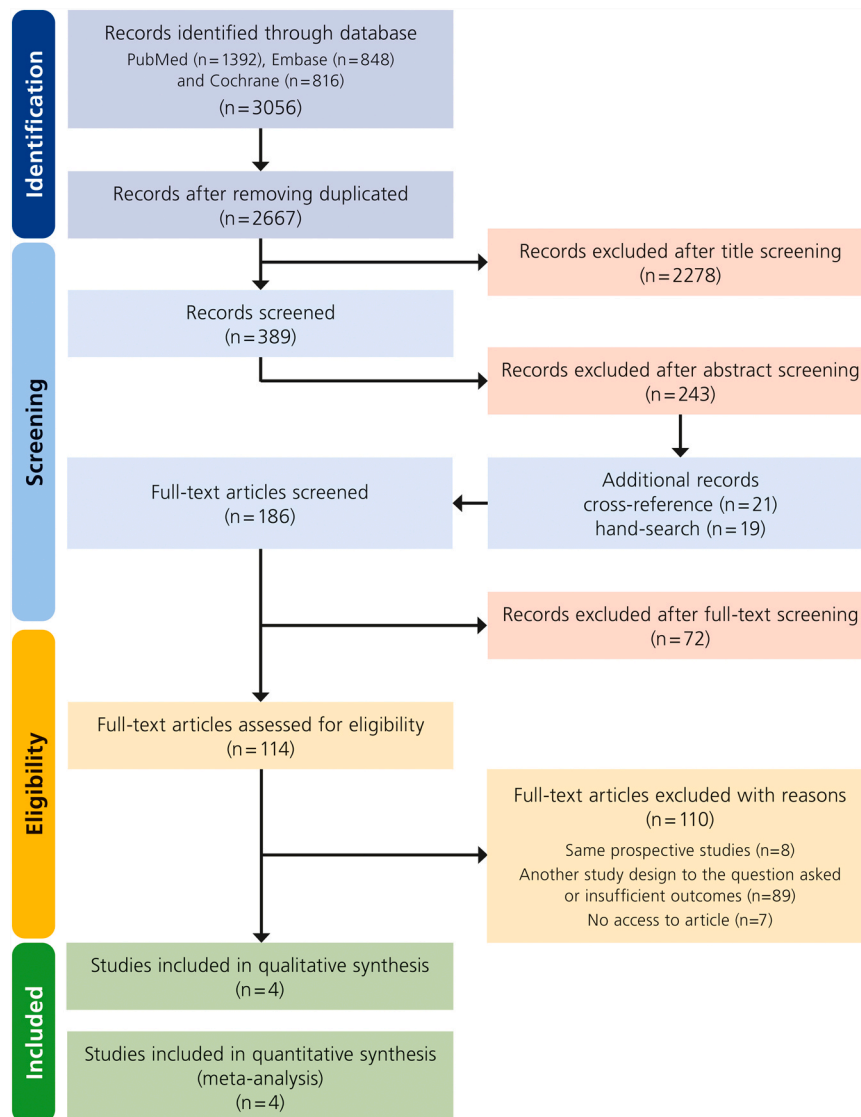 Identification
Records identified through database
PubMed (n=1392), Embase (n=848)
and Cochrane (n=816)
(n=3056)
Records after removing duplicated
(n=2667)
Screening
Records excluded after title screening
(n=2278)
Records screened
(n=389)
Records excluded after abstract screening
(n=243)
Additional records
cross-reference (n=21)
hand-search (n=19)
Full-text articles screened
(n=186)
Records excluded after full-text screening
(n=72)
Eligibility
Full-text articles assessed for eligibility
(n=114)
Full-text articles excluded with reasons
(n=110)
Same prospective studies (n=8)
Another study design to the question asked
or insufficient outcomes (n=89)
No access to article (n=7)
Included
Studies included in qualitative synthesis
(n=4)
Studies included in quantitative synthesis
(meta-analysis)
(n=4)